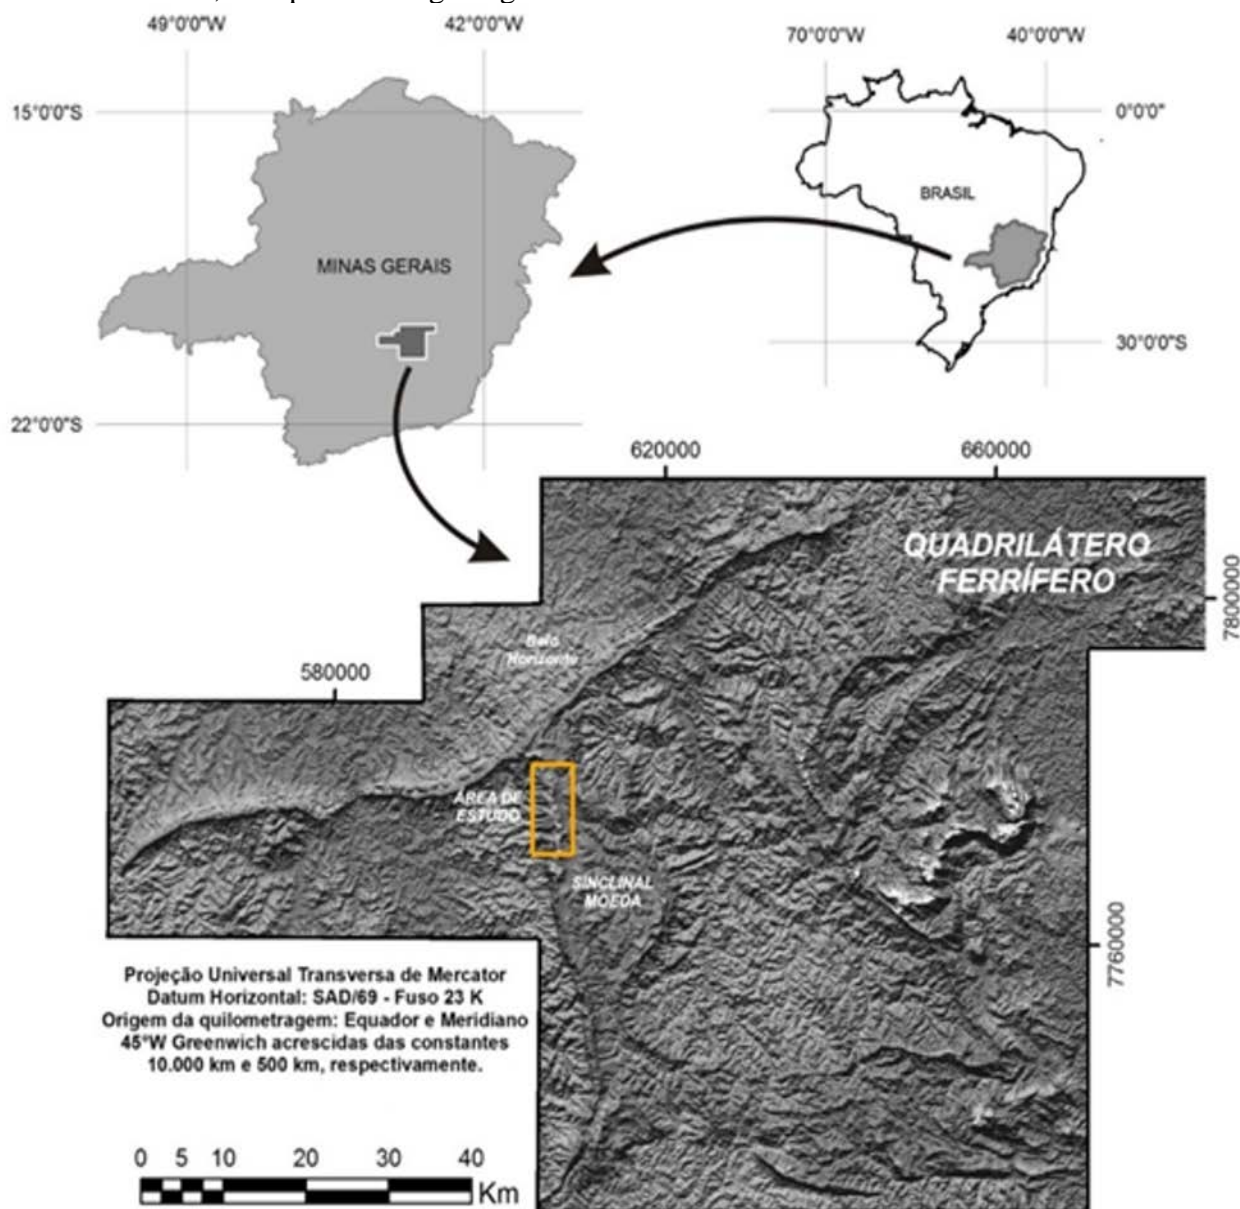 49°0'0"W
42°0'0"W
70°0'0"W
40°0'0"W
15°0'0"S
0°0'0"
BRASIL
MINAS GERAIS
30°0'0"S
22°0'0"S
620000
660000
QUADRILÁTERO
FERRÍFERO
7800000
Belo
Horizonte
580000
ÁREA DE
ESTUDO
SINCLINAL
MOEDA
7760000
Projeção Universal Transversa de Mercator
Datum Horizontal: SAD/69 - Fuso 23 K
Origem da quilometragem: Equador e Meridiano
45°W Greenwich acrescidas das constantes
10.000 km e 500 km, respectivamente.
0 5 10 20 30 40
Km